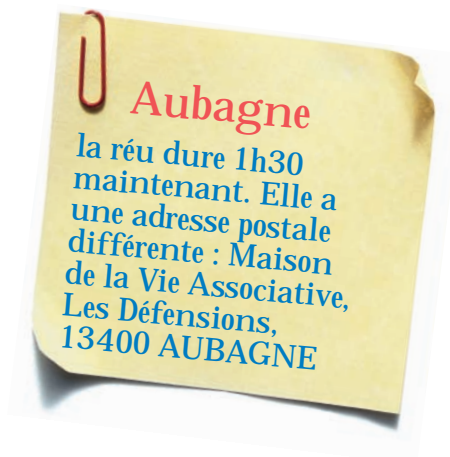 Aubagne
la réu dure 1h30
maintenant. Elle a
une adresse postale
différente : Maison
de la Vie Associative,
Les Défensions,
13400 AUBAGNE